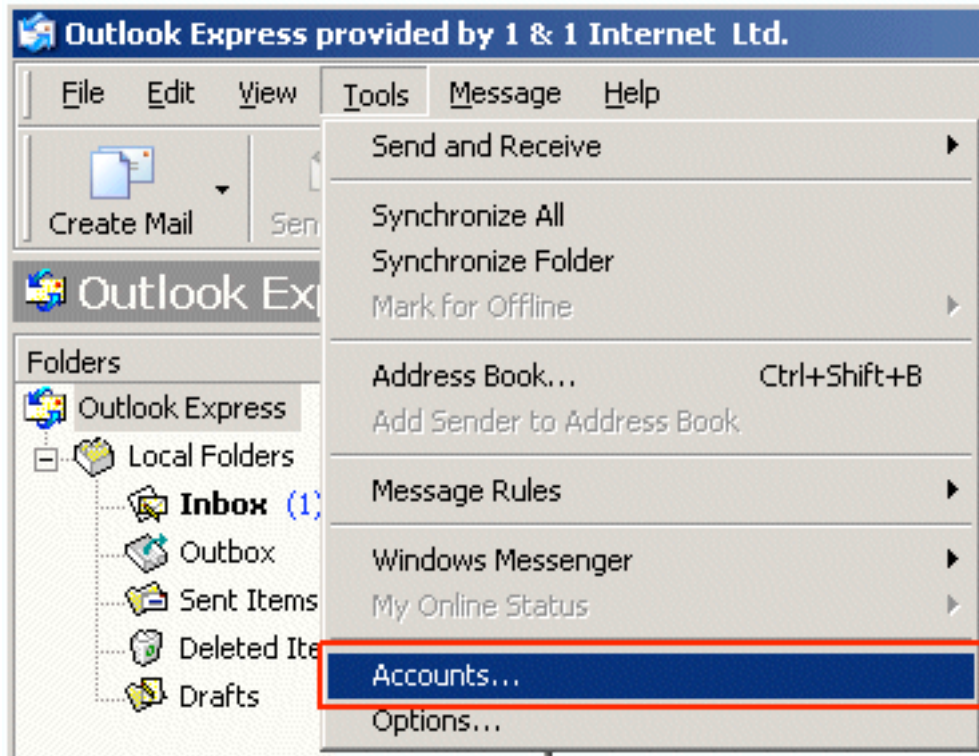 Outlook Express provided by 1 & 1 Internet Ltd.
File Edit View Tools Message Help
Create Mail
Sen
Outlook Ex
Folders
Outlook Express
Local Folders
Inbox (1)
Outbox
Sent Items
Deleted Ite
Drafts
Send and Receive
Synchronize All
Synchronize Folder
Mark for Offline
Address Book... Ctrl+Shift+B
Add Sender to Address Book
Message Rules
Windows Messenger
My Online Status
Accounts...
Options...